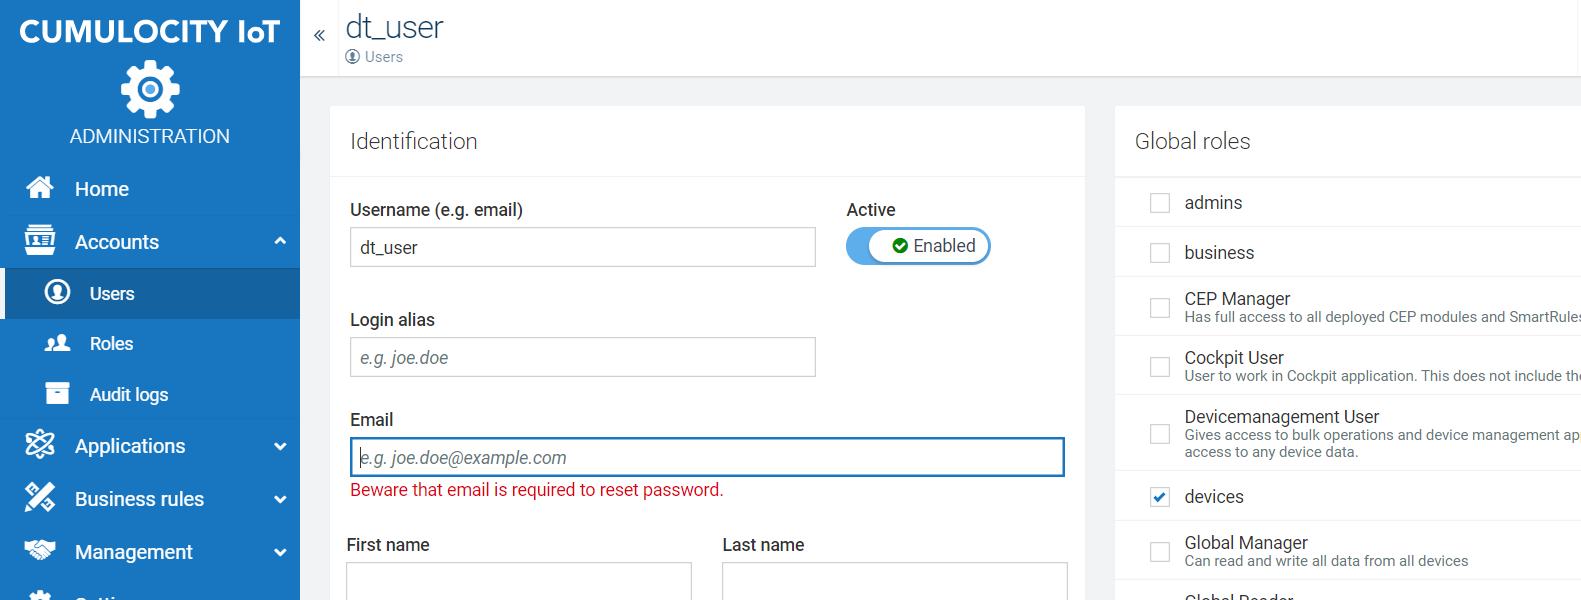 CUMULOCITY IoT
ADMINISTRATION
Home
Accounts
Users
Roles
Audit logs
Applications
Business rules
Management
«
dt_user
Users
Identification
Username (e.g. email)
dt_user
Active
Enabled
Login alias
e.g. joe.doe
Email
e.g. joe.doe@example.com
Beware that email is required to reset password.
First name
Last name
Global roles
admins
business
CEP Manager
Has full access to all deployed CEP modules and SmartRules
Cockpit User
User to work in Cockpit application. This does not include the
Devicemanagement User
Gives access to bulk operations and device management ap
access to any device data.
devices
Global Manager
Can read and write all data from all devices